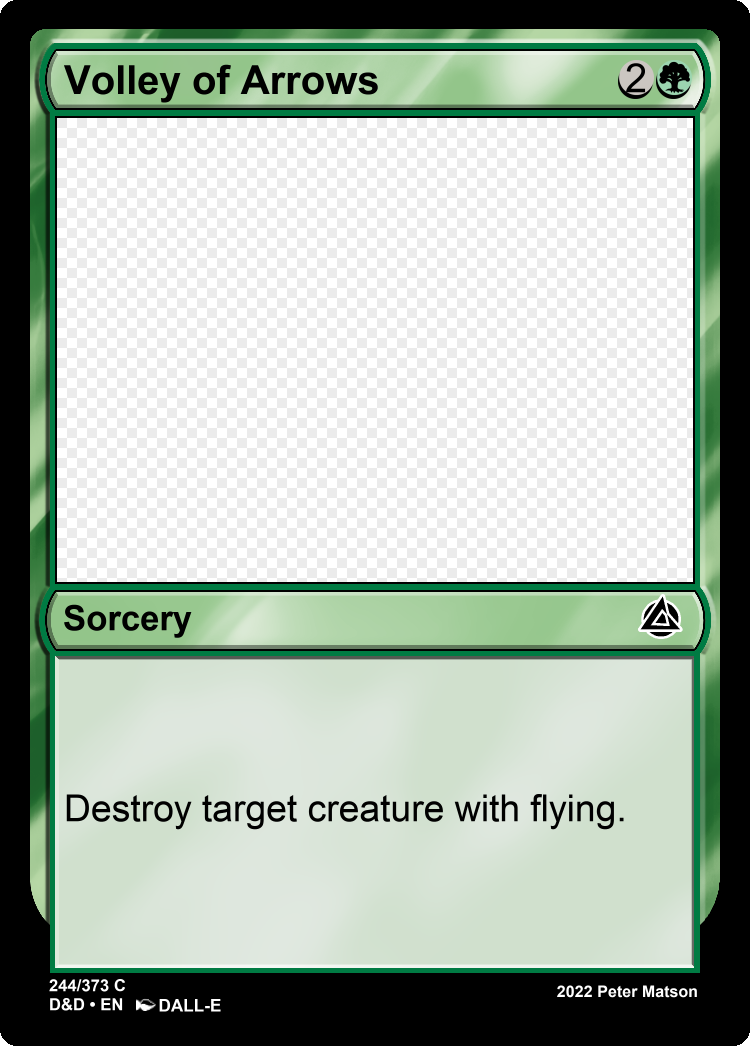 Volley of Arrows 2
Sorcery
Destroy target creature with flying.
244/373 C
D&D • EN DALL-E
2022 Peter Matson